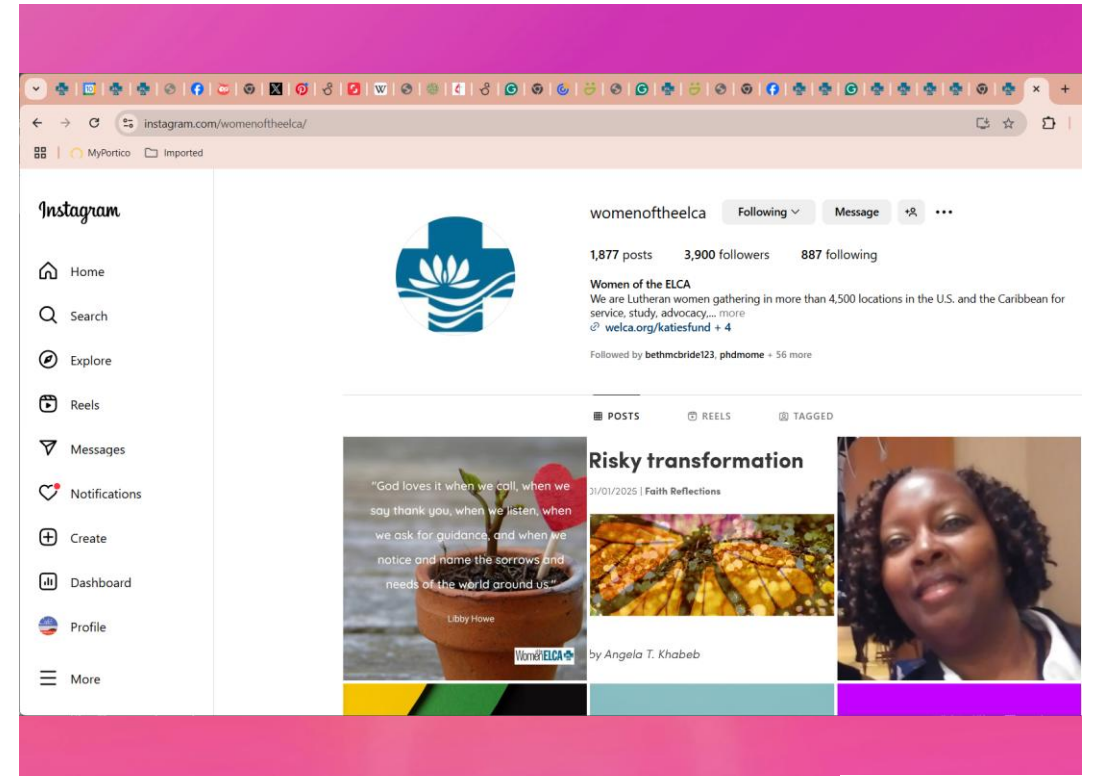 instagram.com/womenoftheelca/
MyPortico
Imported
Instagram
Home
Search
Explore
Reels
Messages
Notifications
Create
Dashboard
Profile
More
womenoftheelca
Following
Message
1,877 posts 3,900 followers 887 following
Women of the ELCA
We are Lutheran women gathering in more than 4,500 locations in the U.S. and the Caribbean for
service, study, advocacy,... more
welca.org/katiesfund + 4
Followed by bethmcbride123, phdmome + 56 more
POSTS REELS TAGGED
"God loves it when we call, when we
say thank you, when we listen, when
we ask for guidance, and when we
notice and name the sorrows and
needs of the world around us."
Libby Howe
Women ELCA
Risky transformation
01/01/2025 | Faith Reflections
by Angela T. Khabeb